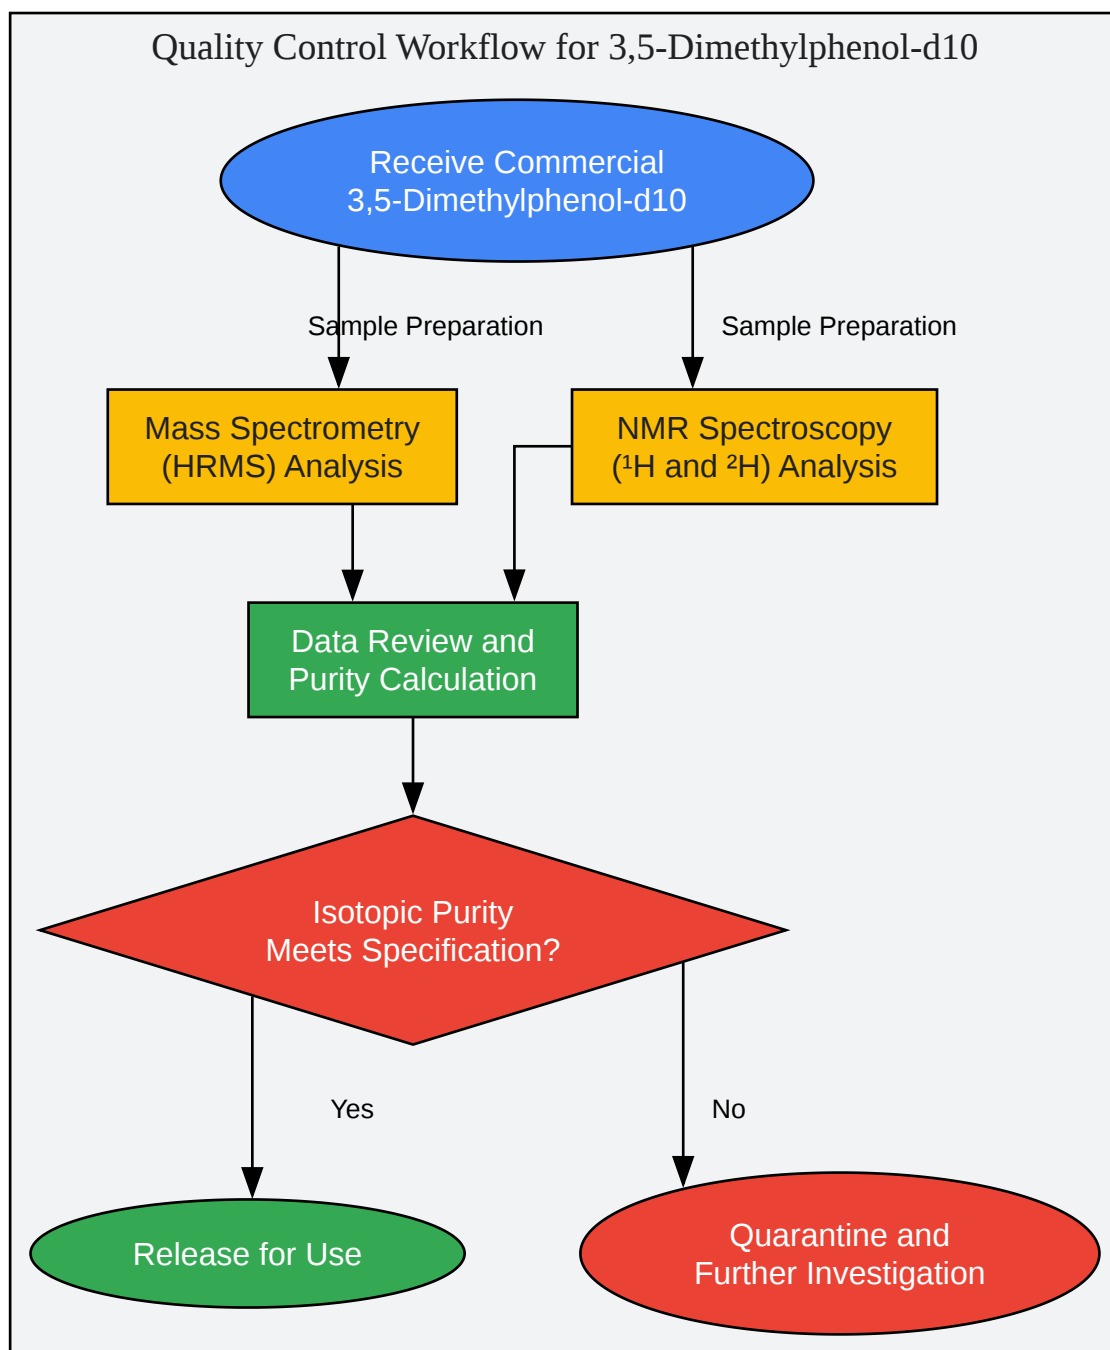 Quality Control Workflow for 3,5-Dimethylphenol-d10
Receive Commercial
3,5-Dimethylphenol-d10
Sample Preparation
Sample Preparation
Mass Spectrometry
(HRMS) Analysis
NMR Spectroscopy
(¹H and ²H) Analysis
Data Review and
Purity Calculation
Isotopic Purity
Meets Specification?
Yes
No
Release for Use
Quarantine and
Further Investigation